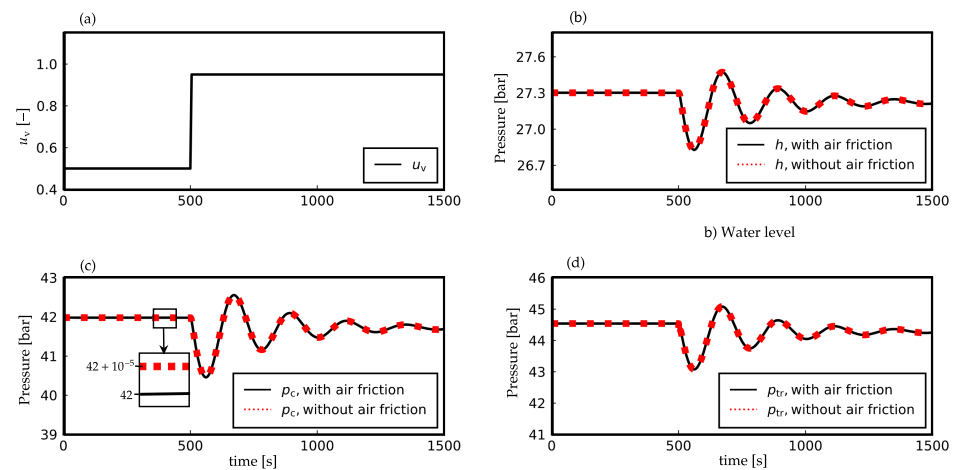 (a)
1.0
0.8
0.6
0.4
u_v [−]
u_v
0
500
1000
1500
(b)
27.6
27.3
27.0
26.7
Pressure [bar]
h, with air friction
h, without air friction
0
500
1000
1500
b) Water level
(c)
43
42
41
40
39
Pressure [bar]
42 + 10⁻⁵
42
p_c, with air friction
p_c, without air friction
0
500
1000
1500
time [s]
(d)
46
45
44
43
42
41
Pressure [bar]
p_tr, with air friction
p_tr, without air friction
0
500
1000
1500
time [s]